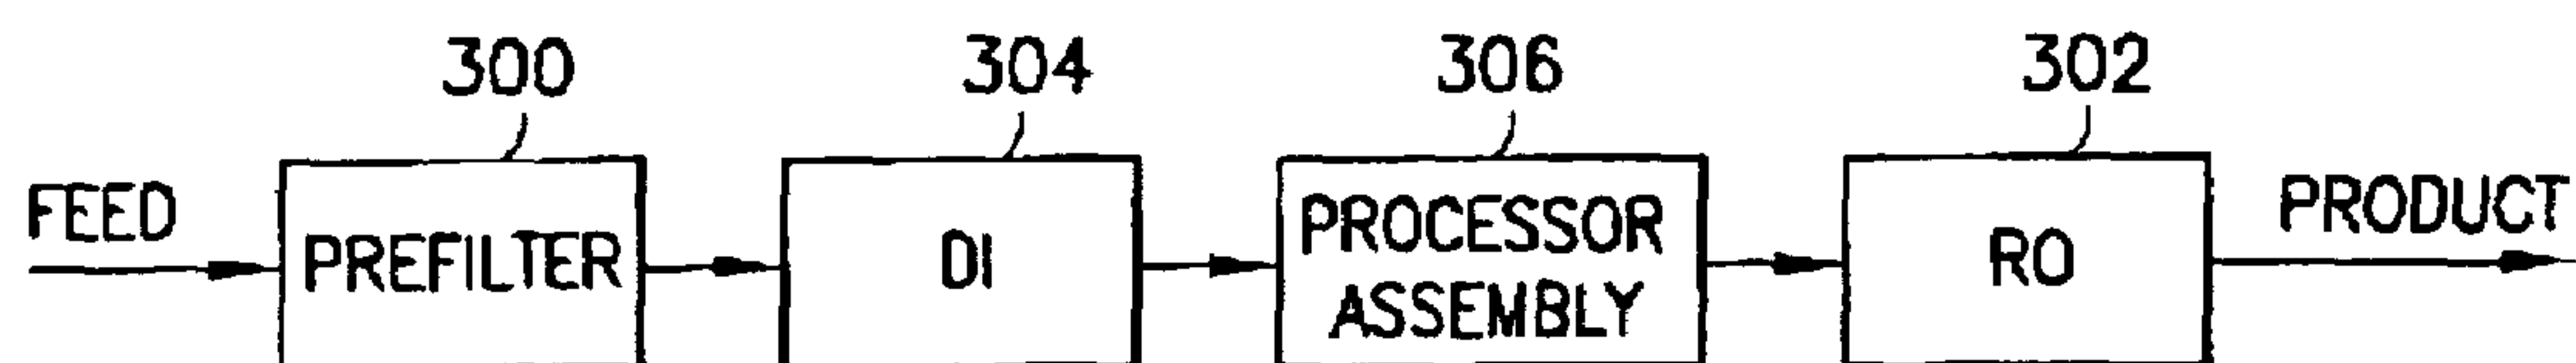 300 304 306 302
FEED PREFILTER DI PROCESSOR ASSEMBLY RO PRODUCT